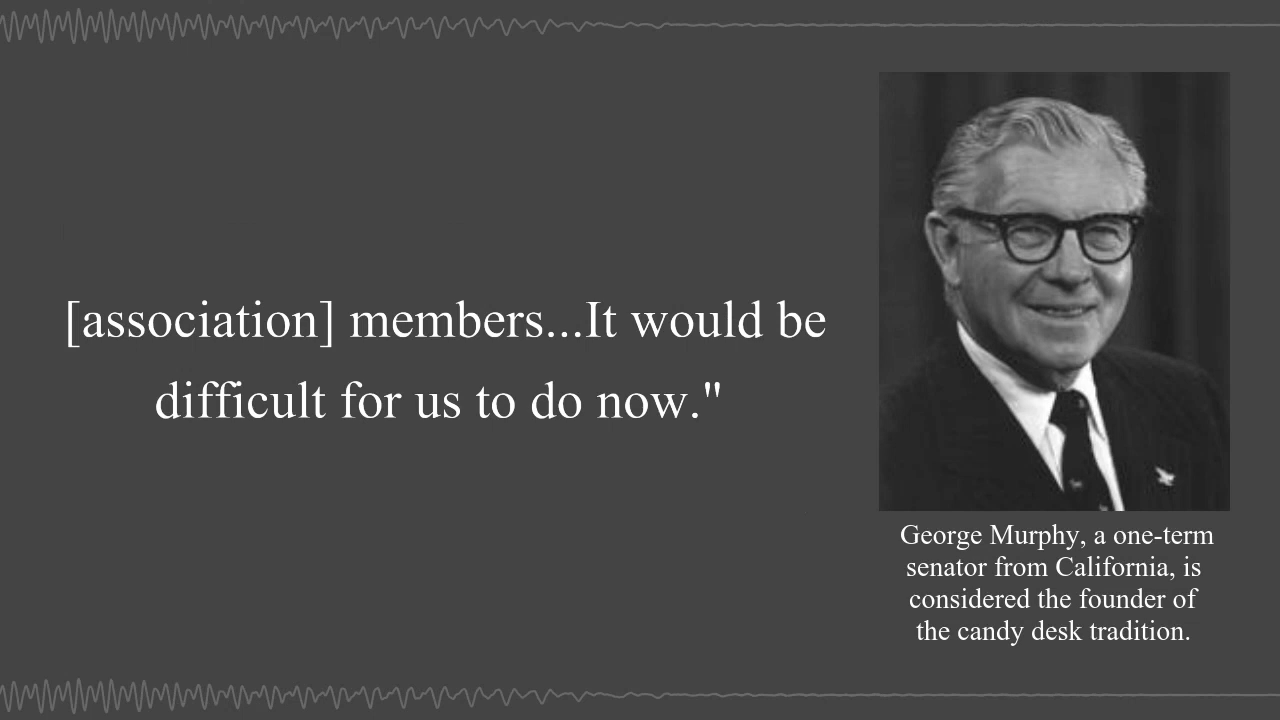 [association] members...It would be
difficult for us to do now."
George Murphy, a one-term
senator from California, is
considered the founder of
the candy desk tradition.